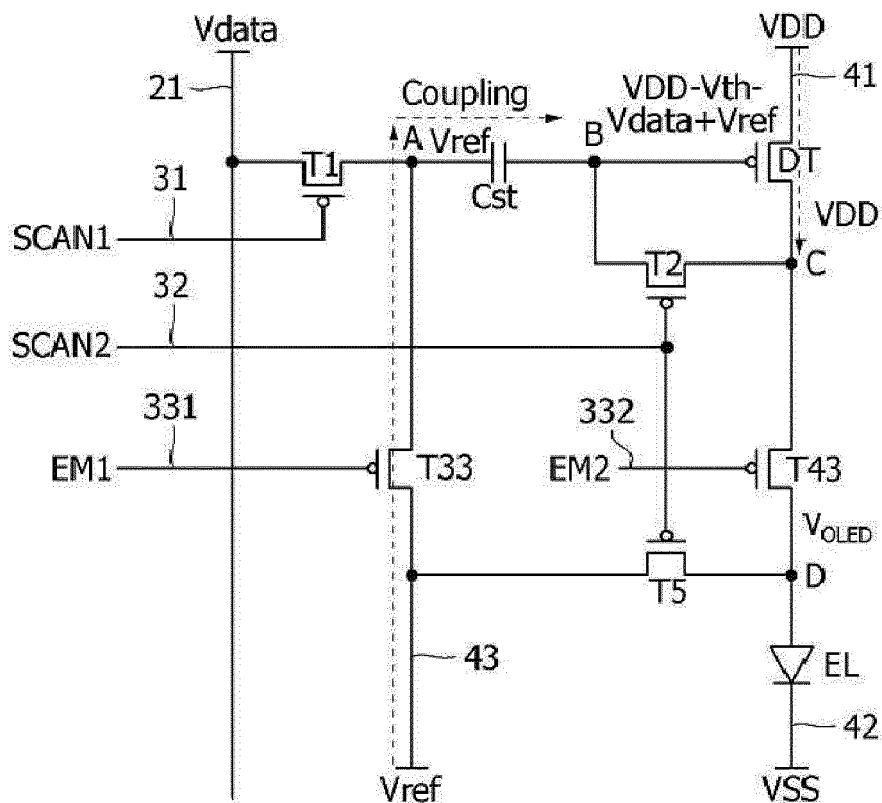 Vdata
VDD
21
41
Coupling
VDD-Vth-
Vdata+Vref
A Vref
B
T1
Cst
DT
31
VDD
SCAN1
T2
C
32
SCAN2
331
332
EM1
T33
EM2
T43
VOLED
D
T5
43
EL
42
Vref
VSS